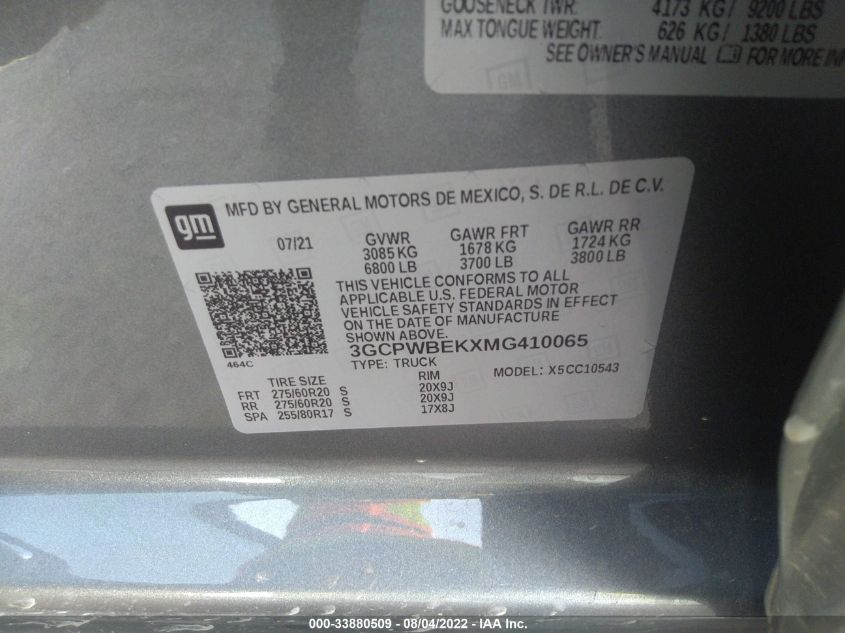 GOOSENECK TWR: 4173 KG / 9200 LBS
MAX TONGUE WEIGHT: 626 KG / 1380 LBS
SEE OWNER'S MANUAL FOR MORE
GM
gm MFD BY GENERAL MOTORS DE MEXICO, S. DE R.L. DE C.V.
07/21 GVWR GAWR FRT GAWR RR
3085 KG 1678 KG 1724 KG
6800 LB 3700 LB 3800 LB
THIS VEHICLE CONFORMS TO ALL
APPLICABLE U.S. FEDERAL MOTOR
VEHICLE SAFETY STANDARDS IN EFFECT
ON THE DATE OF MANUFACTURE
SHOWN ABOVE.
3GCPWBEKXMG410065
464C TYPE: TRUCK MODEL: X5CC10543
TIRE SIZE RIM
FRT 275/60R20 S 20X9J
RR 275/60R20 S 20X9J
SPA 255/80R17 S 17X8J
000-33880509 - 08/04/2022 - IAA Inc.